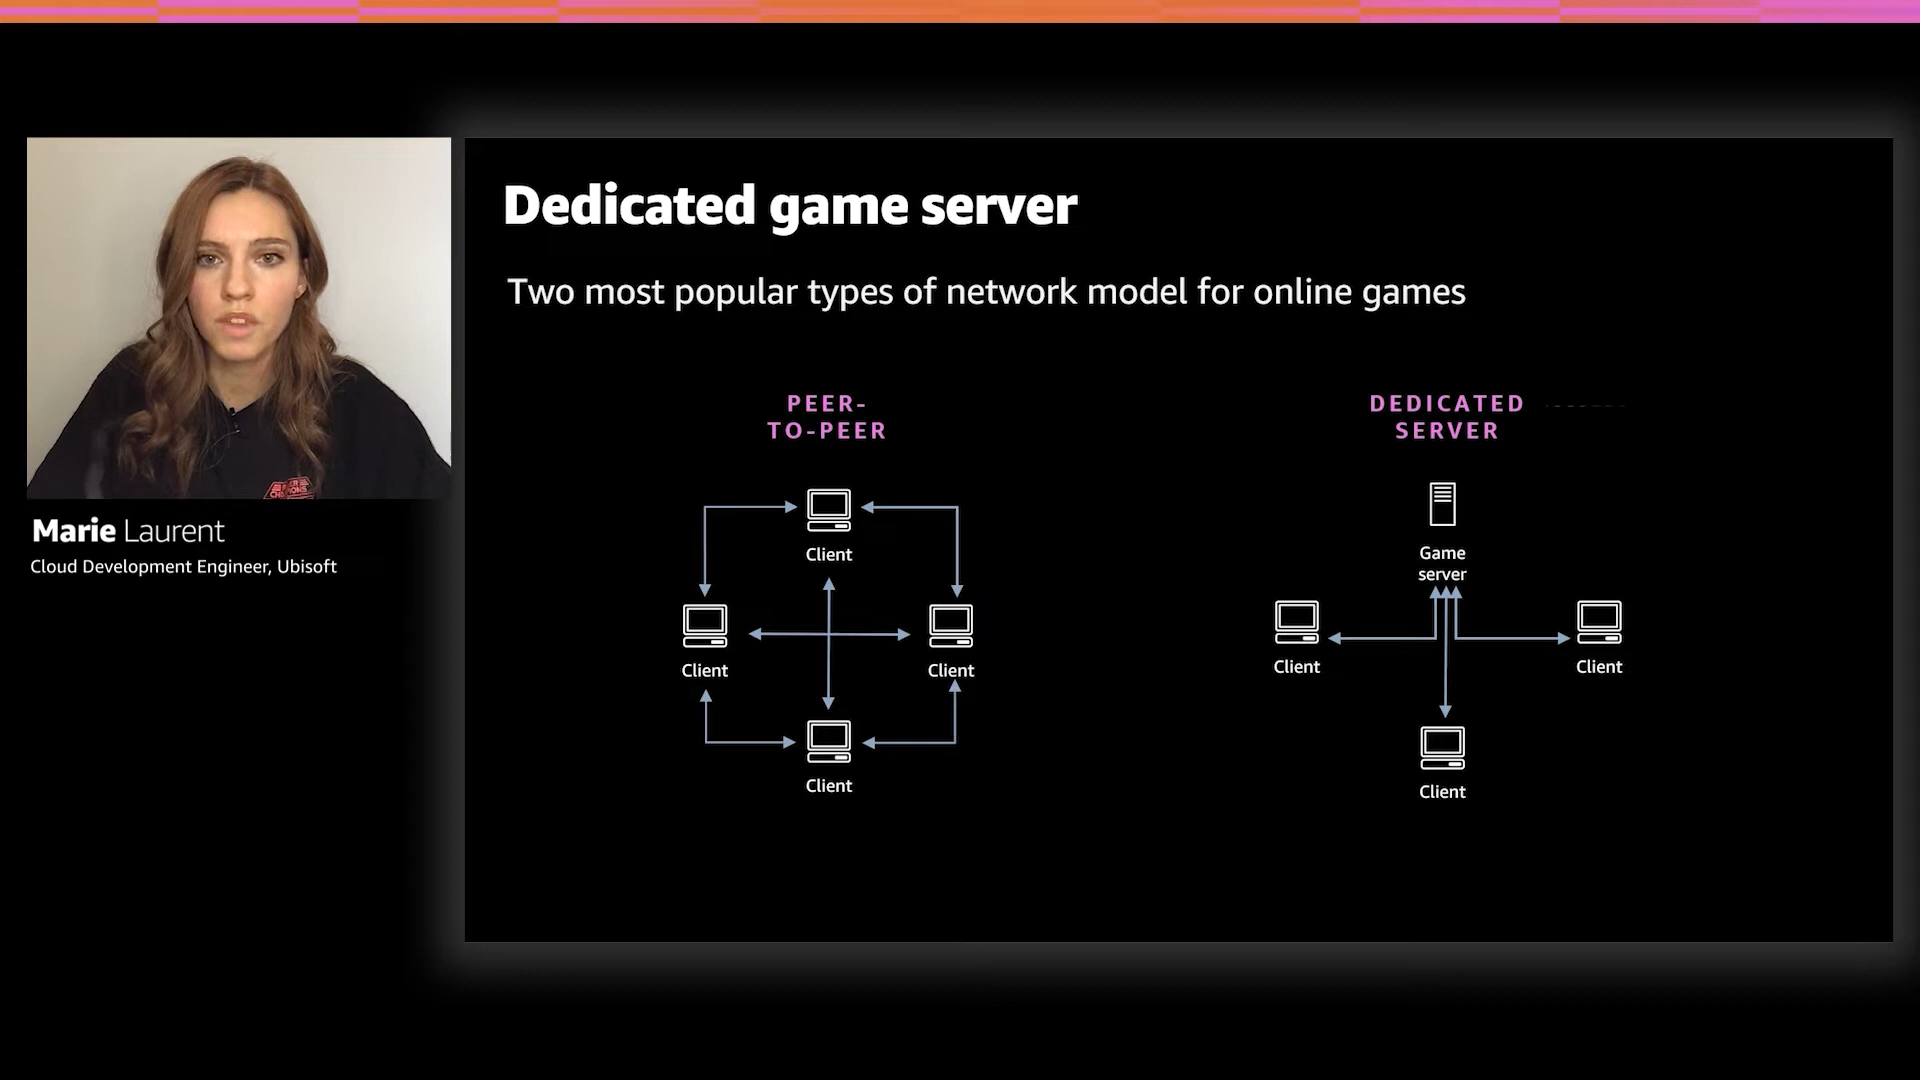 Dedicated game server
Two most popular types of network model for online games
PEER-
TO-PEER
Client
Client
Client
Client
DEDICATED
SERVER
Game
server
Client
Client
Client
Marie Laurent
Cloud Development Engineer, Ubisoft